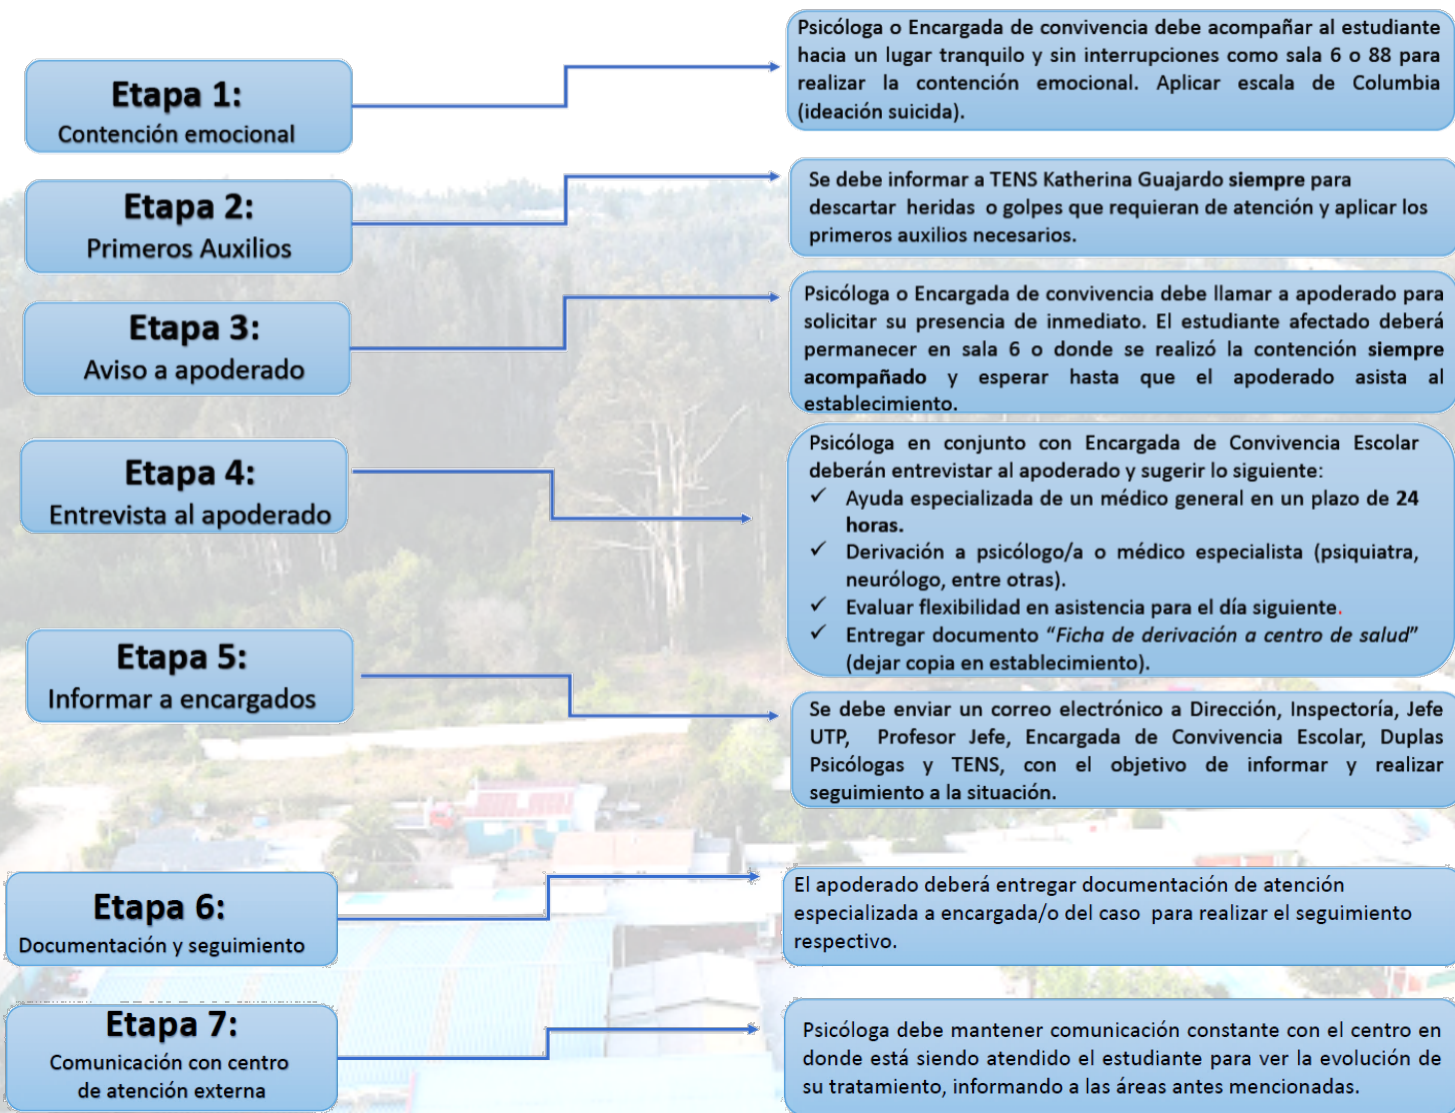 Etapa 1:
Contención emocional
Psicóloga o Encargada de convivencia debe acompañar al estudiante
hacia un lugar tranquilo y sin interrupciones como sala 6 o 88 para
realizar la contención emocional. Aplicar escala de Columbia
(ideación suicida).
Etapa 2:
Primeros Auxilios
Se debe informar a TENS Katherina Guajardo siempre para
descartar heridas o golpes que requieran de atención y aplicar los
primeros auxilios necesarios.
Etapa 3:
Aviso a apoderado
Psicóloga o Encargada de convivencia debe llamar a apoderado para
solicitar su presencia de inmediato. El estudiante afectado deberá
permanecer en sala 6 o donde se realizó la contención siempre
acompañado y esperar hasta que el apoderado asista al
establecimiento.
Etapa 4:
Entrevista al apoderado
Psicóloga en conjunto con Encargada de Convivencia Escolar
deberán entrevistar al apoderado y sugerir lo siguiente:
✓ Ayuda especializada de un médico general en un plazo de 24
horas.
✓ Derivación a psicólogo/a o médico especialista (psiquiatra,
neurólogo, entre otras).
✓ Evaluar flexibilidad en asistencia para el día siguiente.
✓ Entregar documento “Ficha de derivación a centro de salud”
(dejar copia en establecimiento).
Etapa 5:
Informar a encargados
Se debe enviar un correo electrónico a Dirección, Inspectoría, Jefe
UTP, Profesor Jefe, Encargada de Convivencia Escolar, Duplas
Psicólogas y TENS, con el objetivo de informar y realizar
seguimiento a la situación.
Etapa 6:
Documentación y seguimiento
El apoderado deberá entregar documentación de atención
especializada a encargada/o del caso para realizar el seguimiento
respectivo.
Etapa 7:
Comunicación con centro
de atención externa
Psicóloga debe mantener comunicación constante con el centro en
donde está siendo atendido el estudiante para ver la evolución de
su tratamiento, informando a las áreas antes mencionadas.